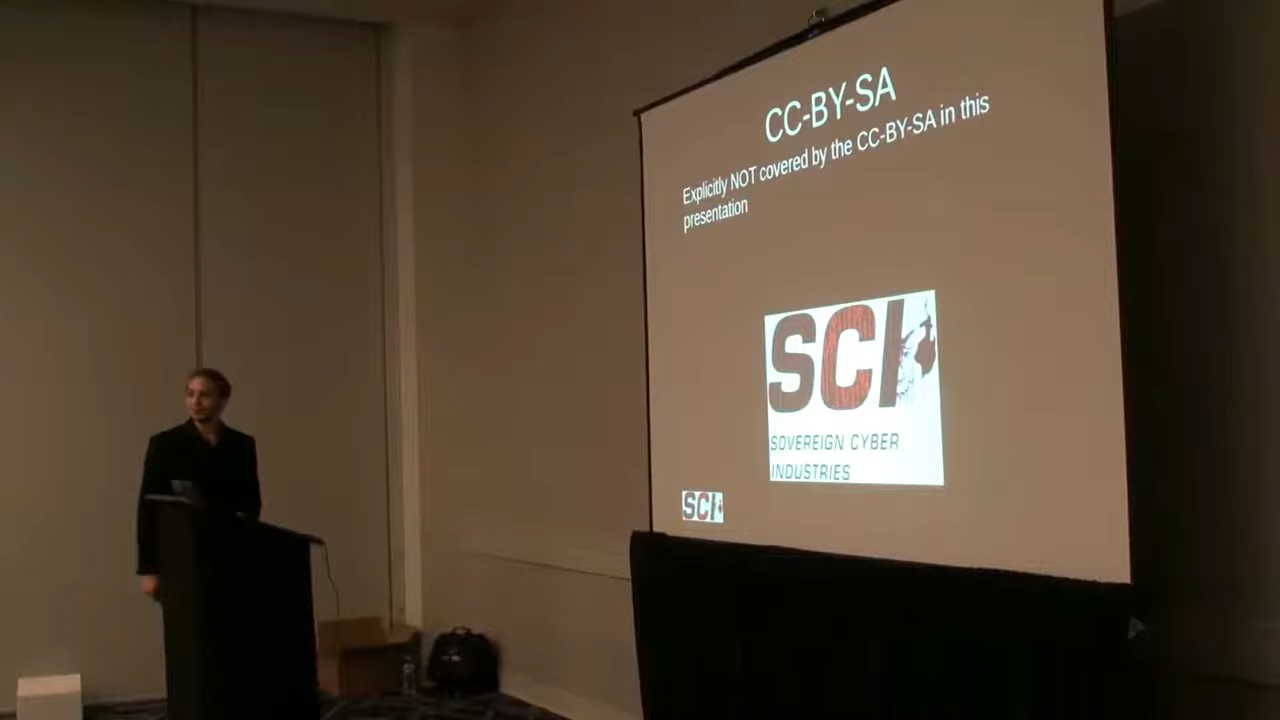 CC-BY-SA
Explicitly NOT covered by the CC-BY-SA in this
presentation
SCI
SOVEREIGN CYBER
INDUSTRIES
SCI